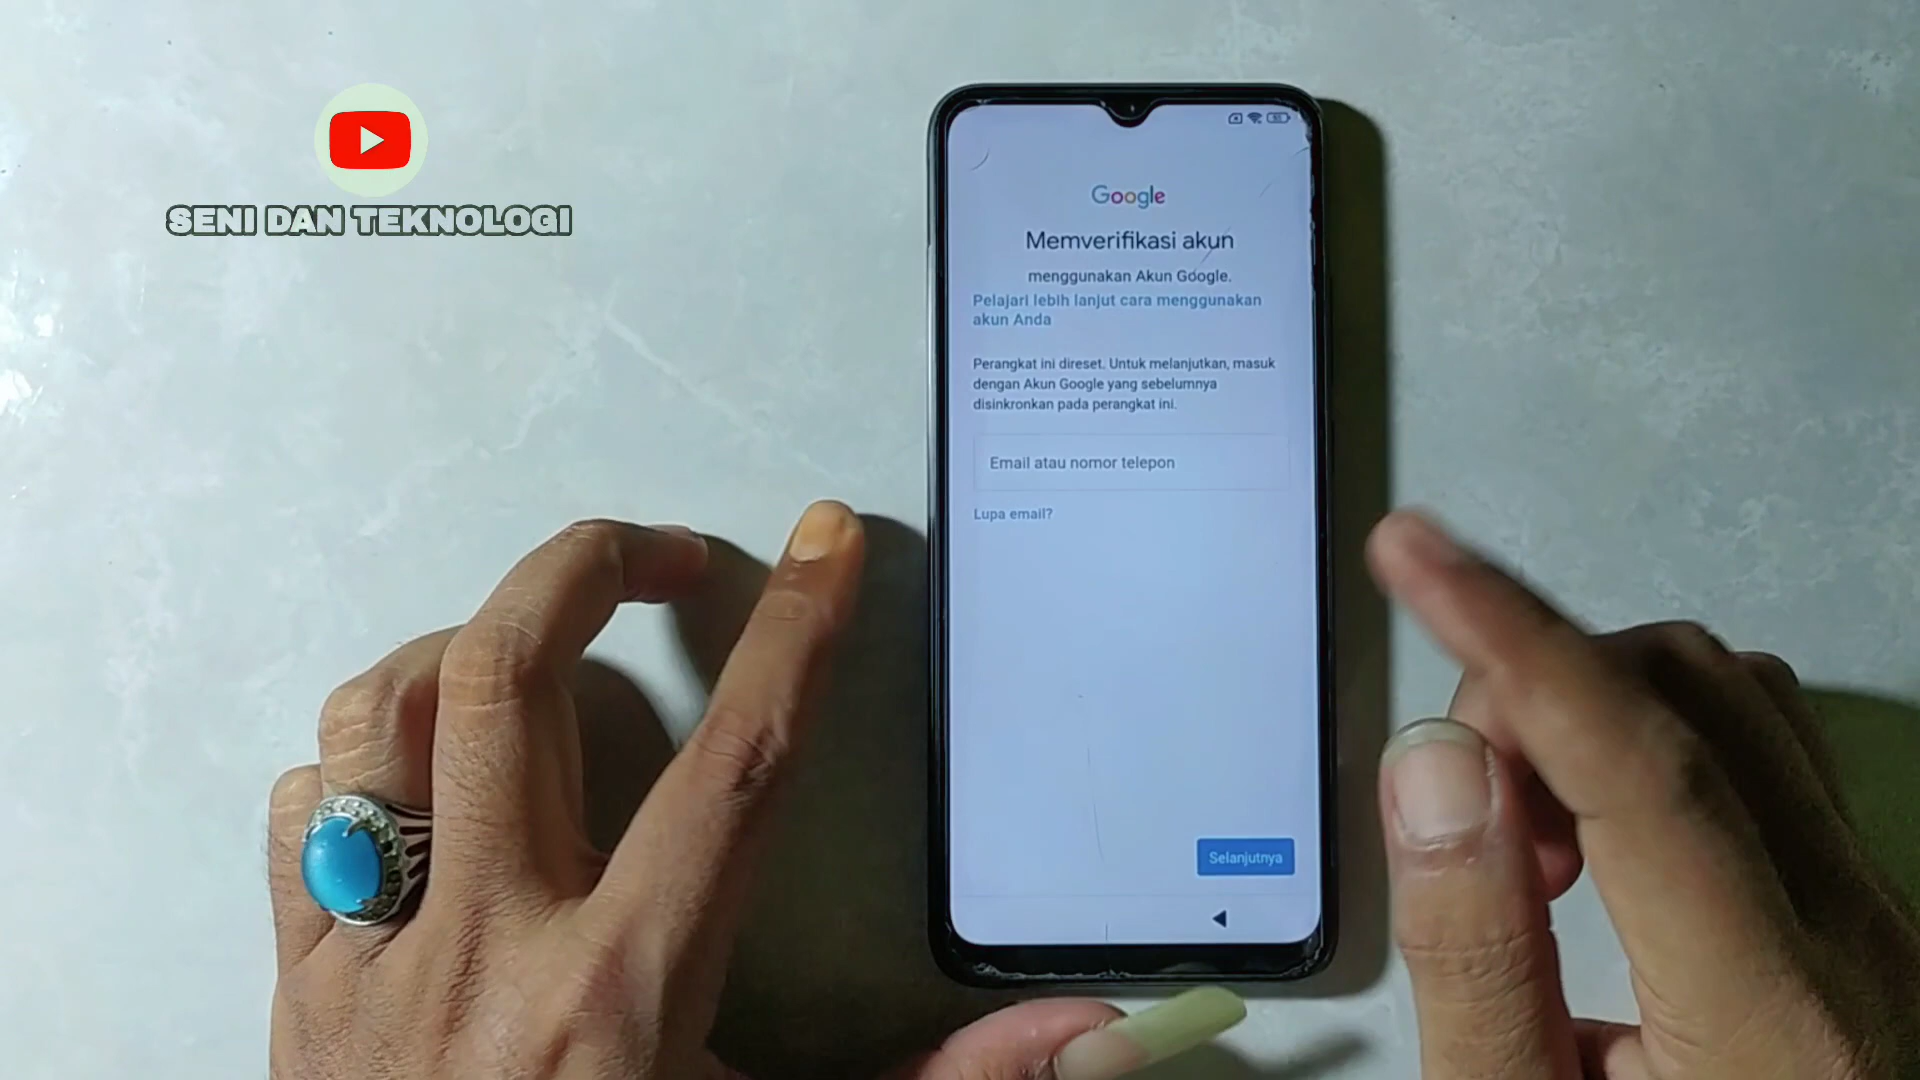 SENI DAN TEKNOLOGI
Google
Memverifikasi akun
menggunakan Akun Google.
Pelajari lebih lanjut cara menggunakan
akun Anda
Perangkat ini direset. Untuk melanjutkan, masuk
dengan Akun Google yang sebelumnya
disinkronkan pada perangkat ini.
Email atau nomor telepon
Lupa email?
Selanjutnya